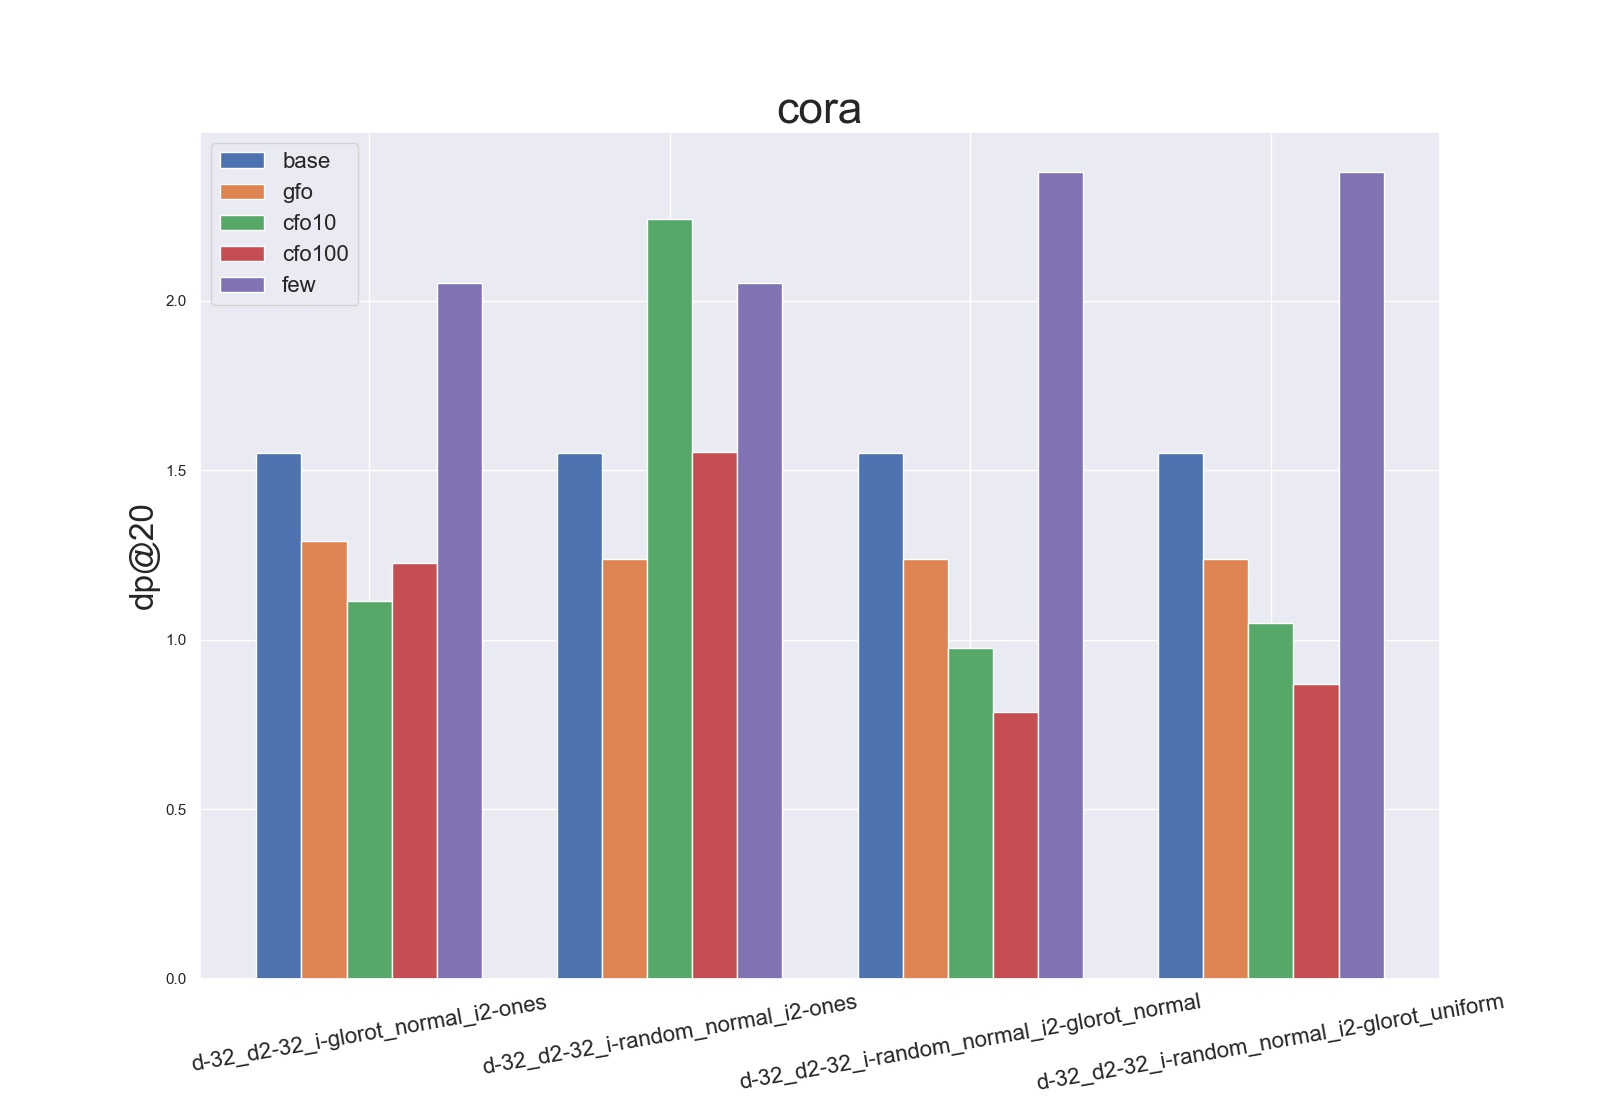 cora
base
gfo
cfo10
cfo100
few
dp@20
2.0
1.5
1.0
0.5
0.0
d-32_d2-32_i-glorot_normal_i2-ones
d-32_d2-32_i-random_normal_i2-ones
d-32_d2-32_i-random_normal_i2-glorot_normal
d-32_d2-32_i-random_normal_i2-glorot_uniform